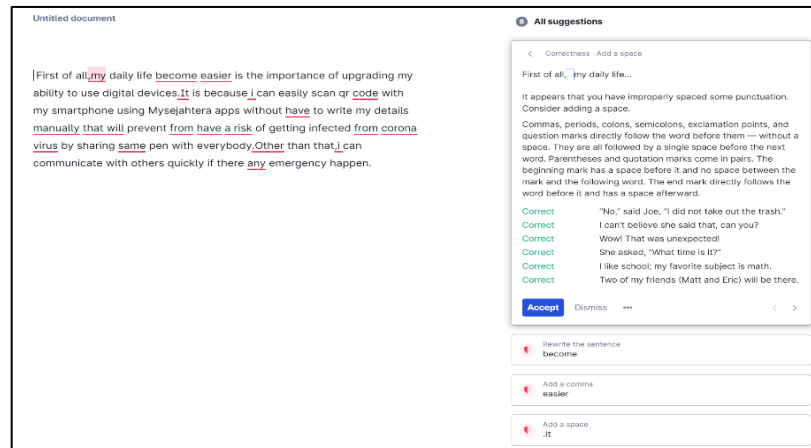 Untitled document
First of all,my daily life become easier is the importance of upgrading my
ability to use digital devices.It is because i can easily scan qr code with
my smartphone using Mysejahtera apps without have to write my details
manually that will prevent from have a risk of getting infected from corona
virus by sharing same pen with everybody.Other than that,i can
communicate with others quickly if there any emergency happen.
8 All suggestions
Correctness · Add a space
First of all, my daily life...
It appears that you have improperly spaced some punctuation.
Consider adding a space.
Commas, periods, colons, semicolons, exclamation points, and
question marks directly follow the word before them — without a
space. They are all followed by a single space before the next
word. Parentheses and quotation marks come in pairs. The
beginning mark has a space before it and no space between the
mark and the following word. The end mark directly follows the
word before it and has a space afterward.
Correct "No," said Joe, "I did not take out the trash."
Correct I can't believe she said that, can you?
Correct Wow! That was unexpected!
Correct She asked, "What time is it?"
Correct I like school; my favorite subject is math.
Correct Two of my friends (Matt and Eric) will be there.
Accept Dismiss •••
Rewrite the sentence
become
Add a comma
easier
Add a space
.It